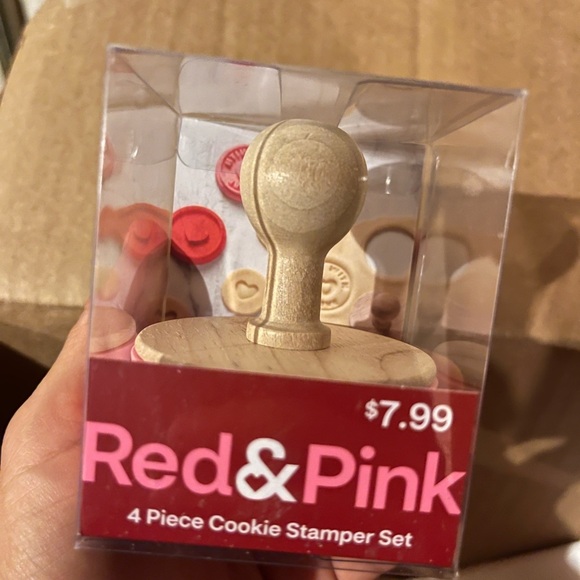 $7.99
Red&Pink
4 Piece Cookie Stamper Set